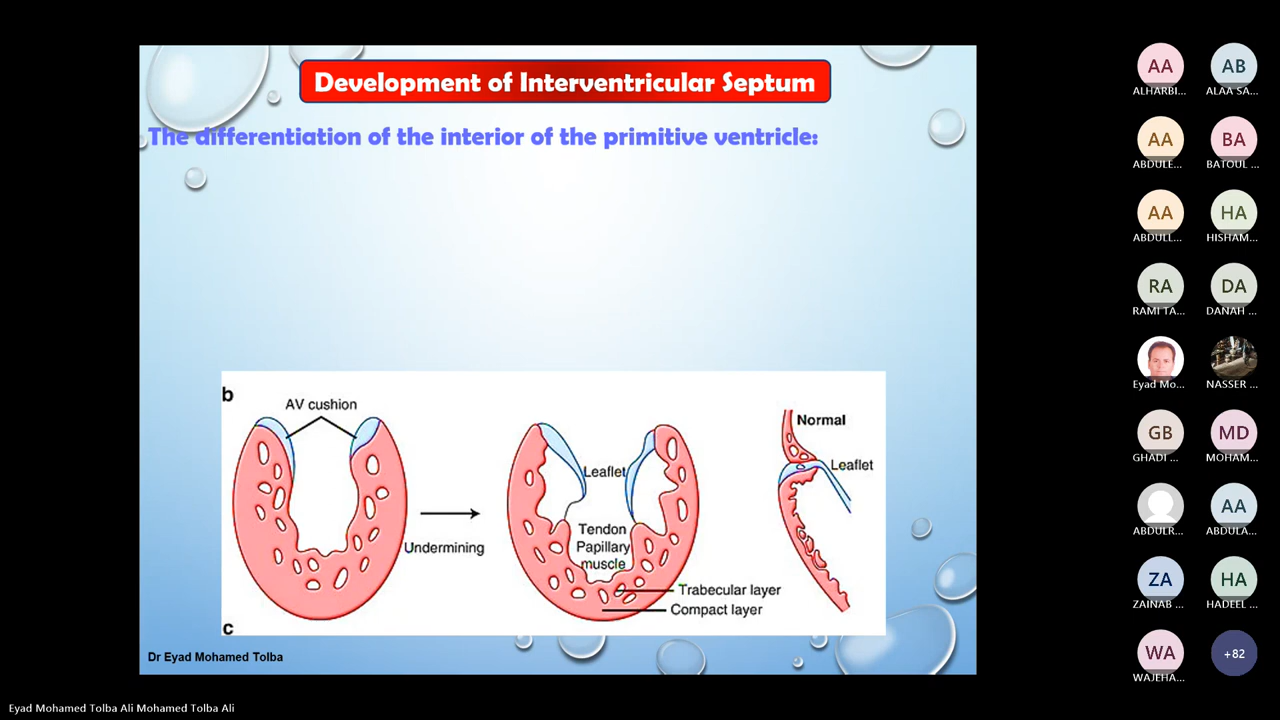 Development of Interventricular Septum
The differentiation of the interior of the primitive ventricle:
b
AV cushion
Undermining
Leaflet
Tendon
Papillary
muscle
Trabecular layer
Compact layer
Normal
Leaflet
c
Dr Eyad Mohamed Tolba
AA
ALHARBI...
AB
ALAA SA...
AA
ABDULE...
BA
BATOUL ...
AA
ABDULL...
HA
HISHAM...
RA
RAMI TA...
DA
DANAH ...
Eyad Mo...
NASSER ...
GB
GHADI ...
MD
MOHAM...
ABDULR...
AA
ABDULA...
ZA
ZAINAB ...
HA
HADEEL ...
WA
WAJEHA...
+82
Eyad Mohamed Tolba Ali Mohamed Tolba Ali